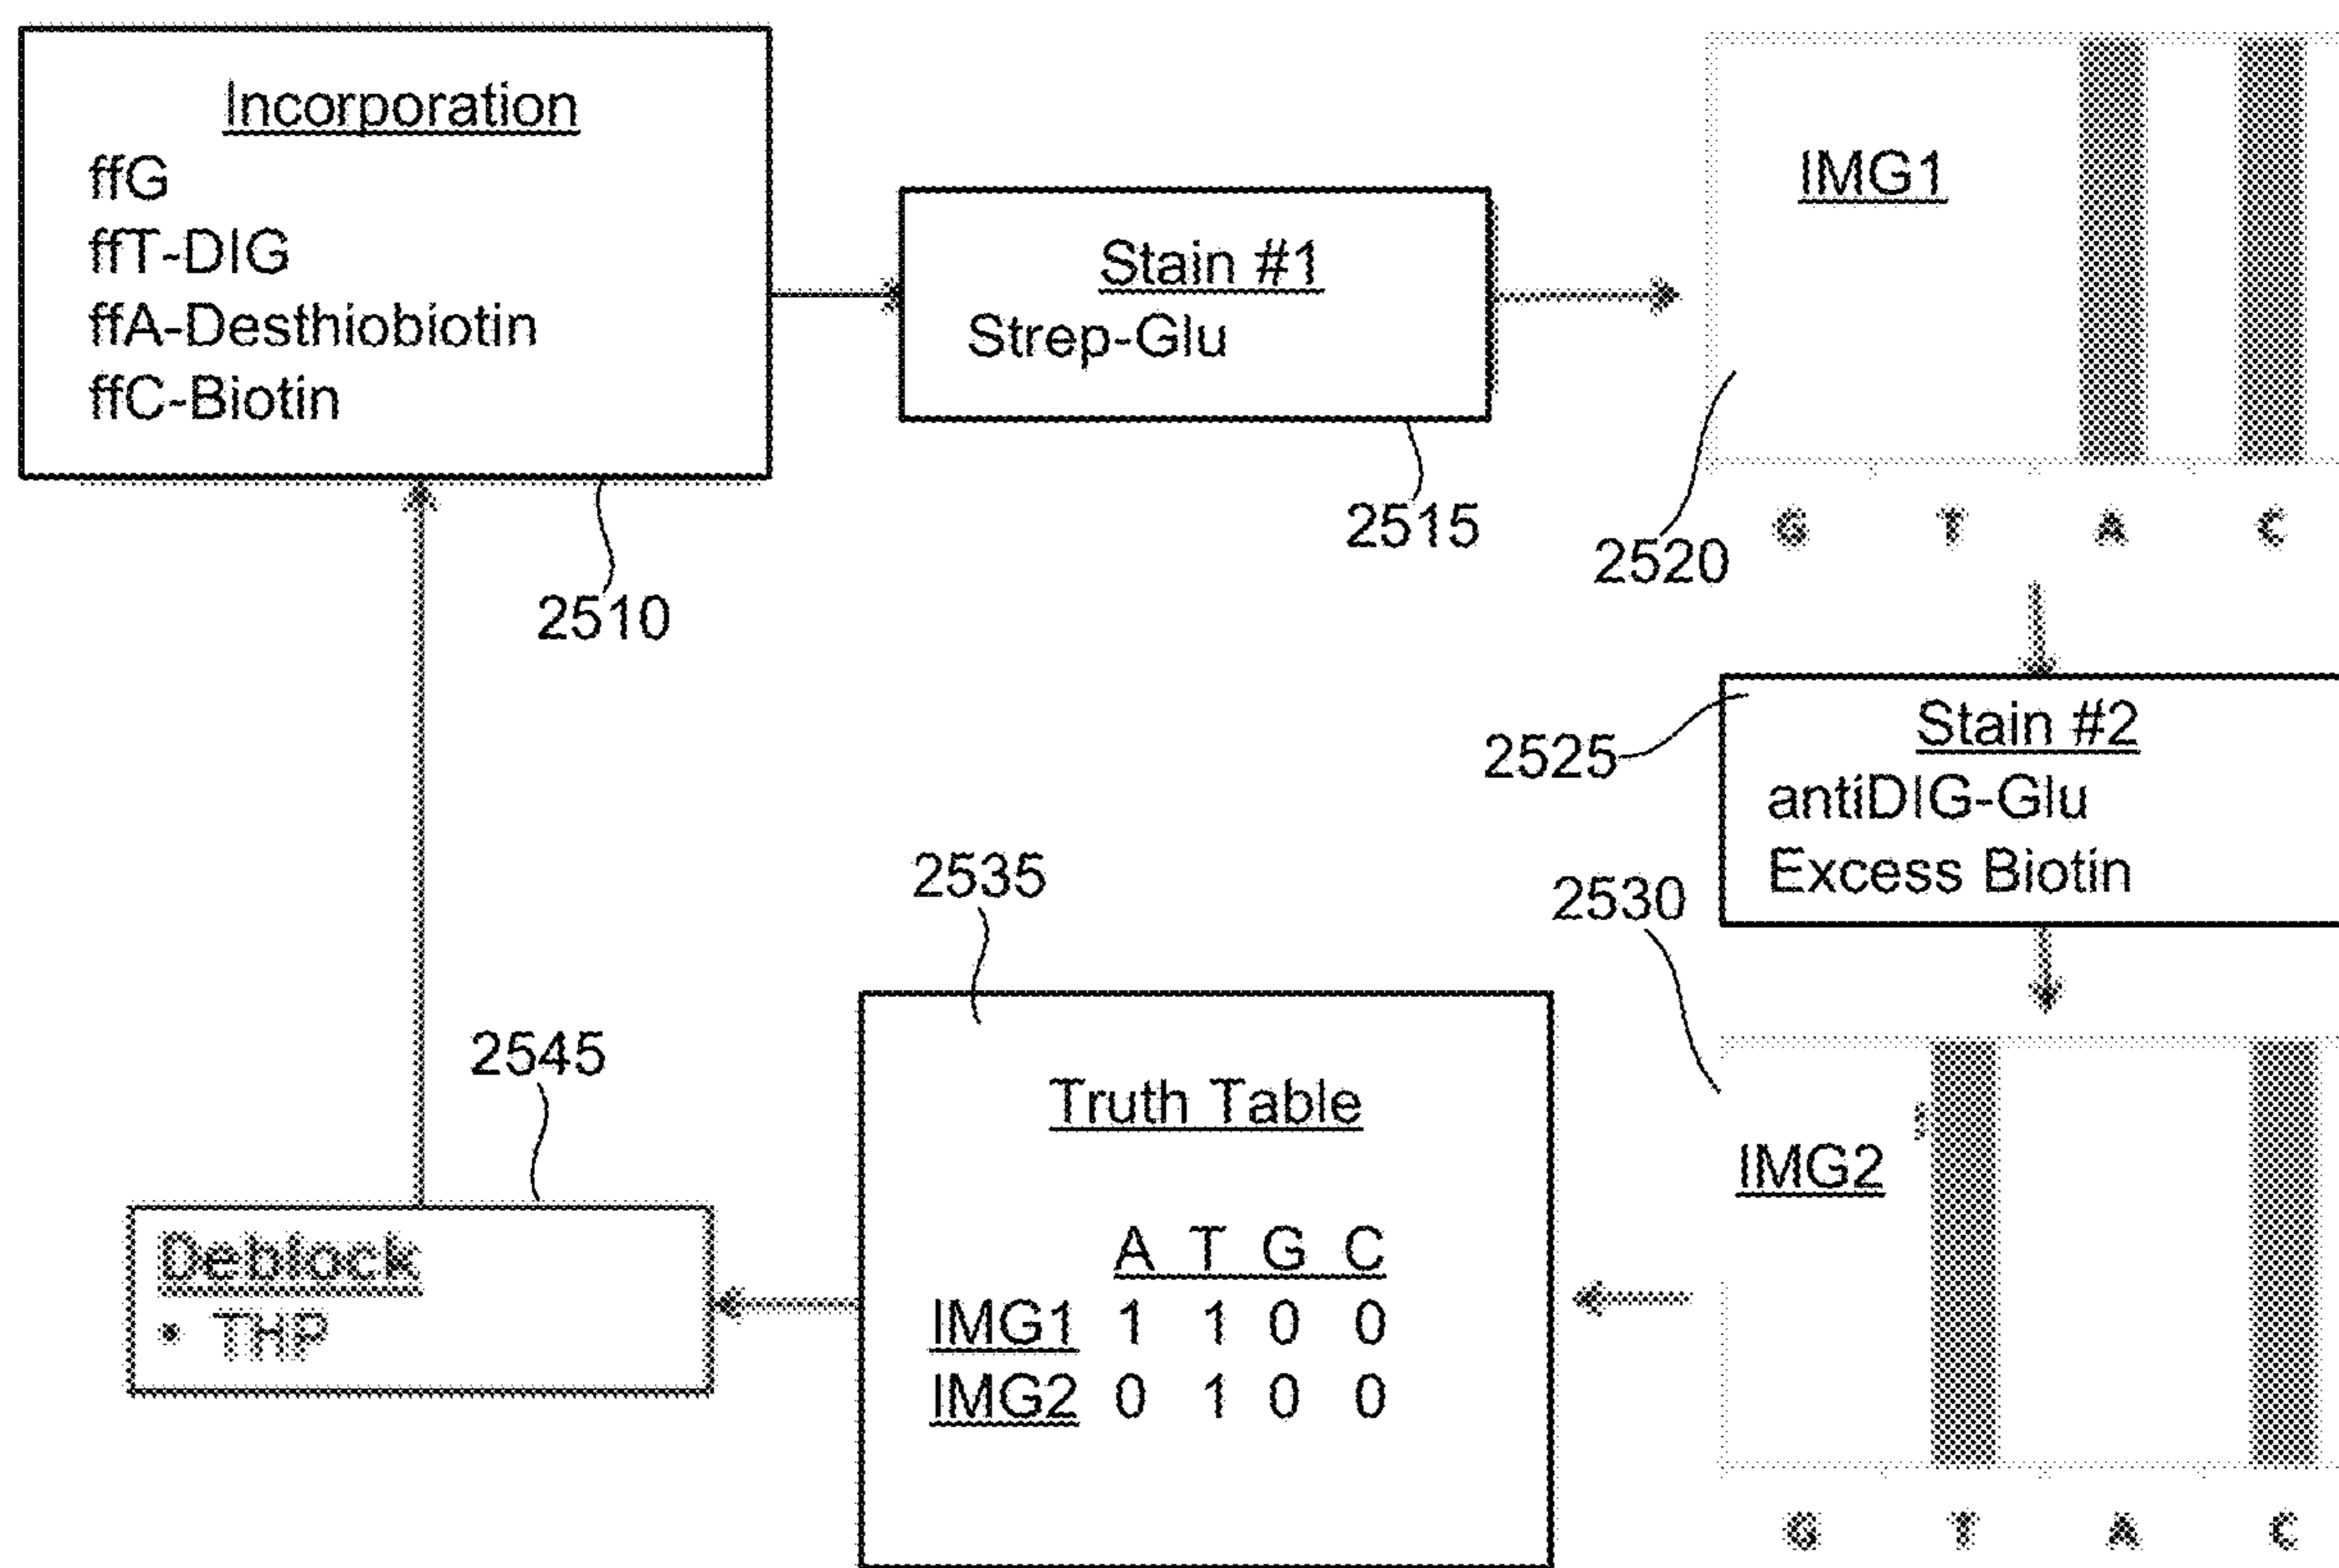 Incorporation
ffG
ffT-DIG
ffA-Desthiobiotin
ffC-Biotin
2510
Stain #1
Strep-Glu
2515
IMG1
2520
G T A C
Stain #2
antiDIG-Glu
Excess Biotin
2525
2530
IMG2
G T A C
2535
Truth Table
A T G C
IMG1 1 1 0 0
IMG2 0 1 0 0
2545
Deblock
• THP